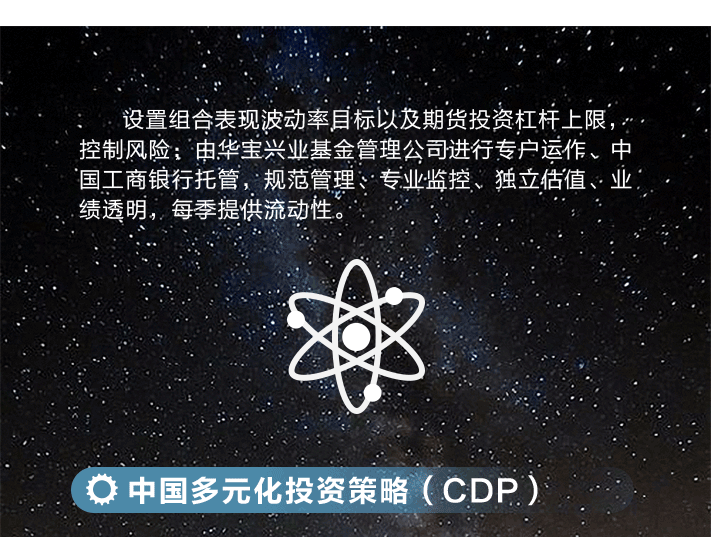 设置组合表现波动率目标以及期货投资杠杆上限，
控制风险；由华宝兴业基金管理公司进行专户运作、中
国工商银行托管，规范管理、专业监控、独立估值、业
绩透明，每季提供流动性。
中国多元化投资策略（CDP）